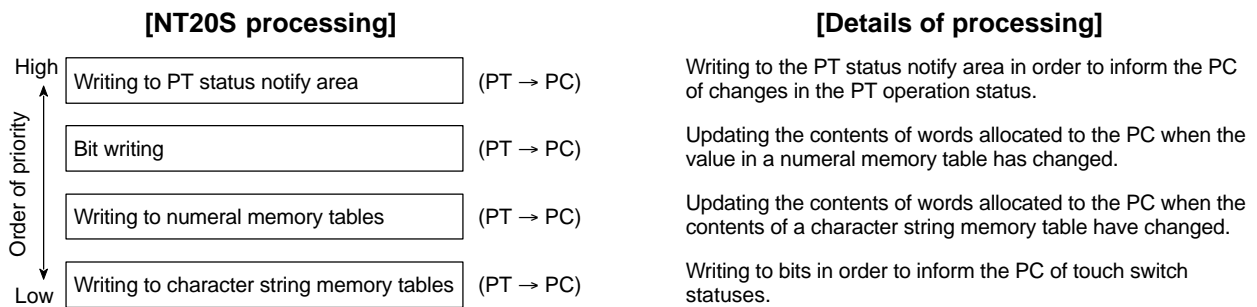 [NT20S processing]
[Details of processing]
High
Writing to PT status notify area
(PT → PC)
Writing to the PT status notify area in order to inform the PC
of changes in the PT operation status.
Order of priority
Bit writing
(PT → PC)
Updating the contents of words allocated to the PC when the
value in a numeral memory table has changed.
Writing to numeral memory tables
(PT → PC)
Updating the contents of words allocated to the PC when the
contents of a character string memory table have changed.
Low
Writing to character string memory tables
(PT → PC)
Writing to bits in order to inform the PC of touch switch
statuses.